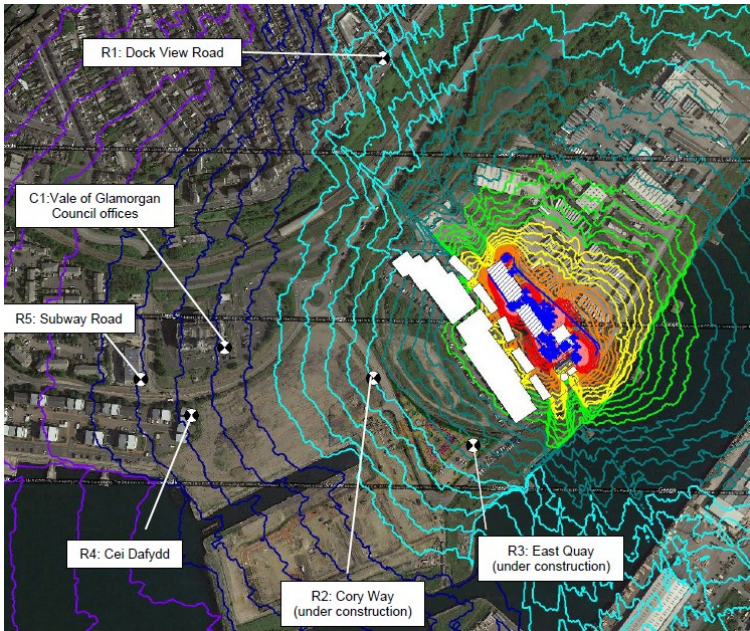 R1: Dock View Road
C1:Vale of Glamorgan
Council offices
R5: Subway Road
R4: Cei Dafydd
R2: Cory Way
(under construction)
R3: East Quay
(under construction)